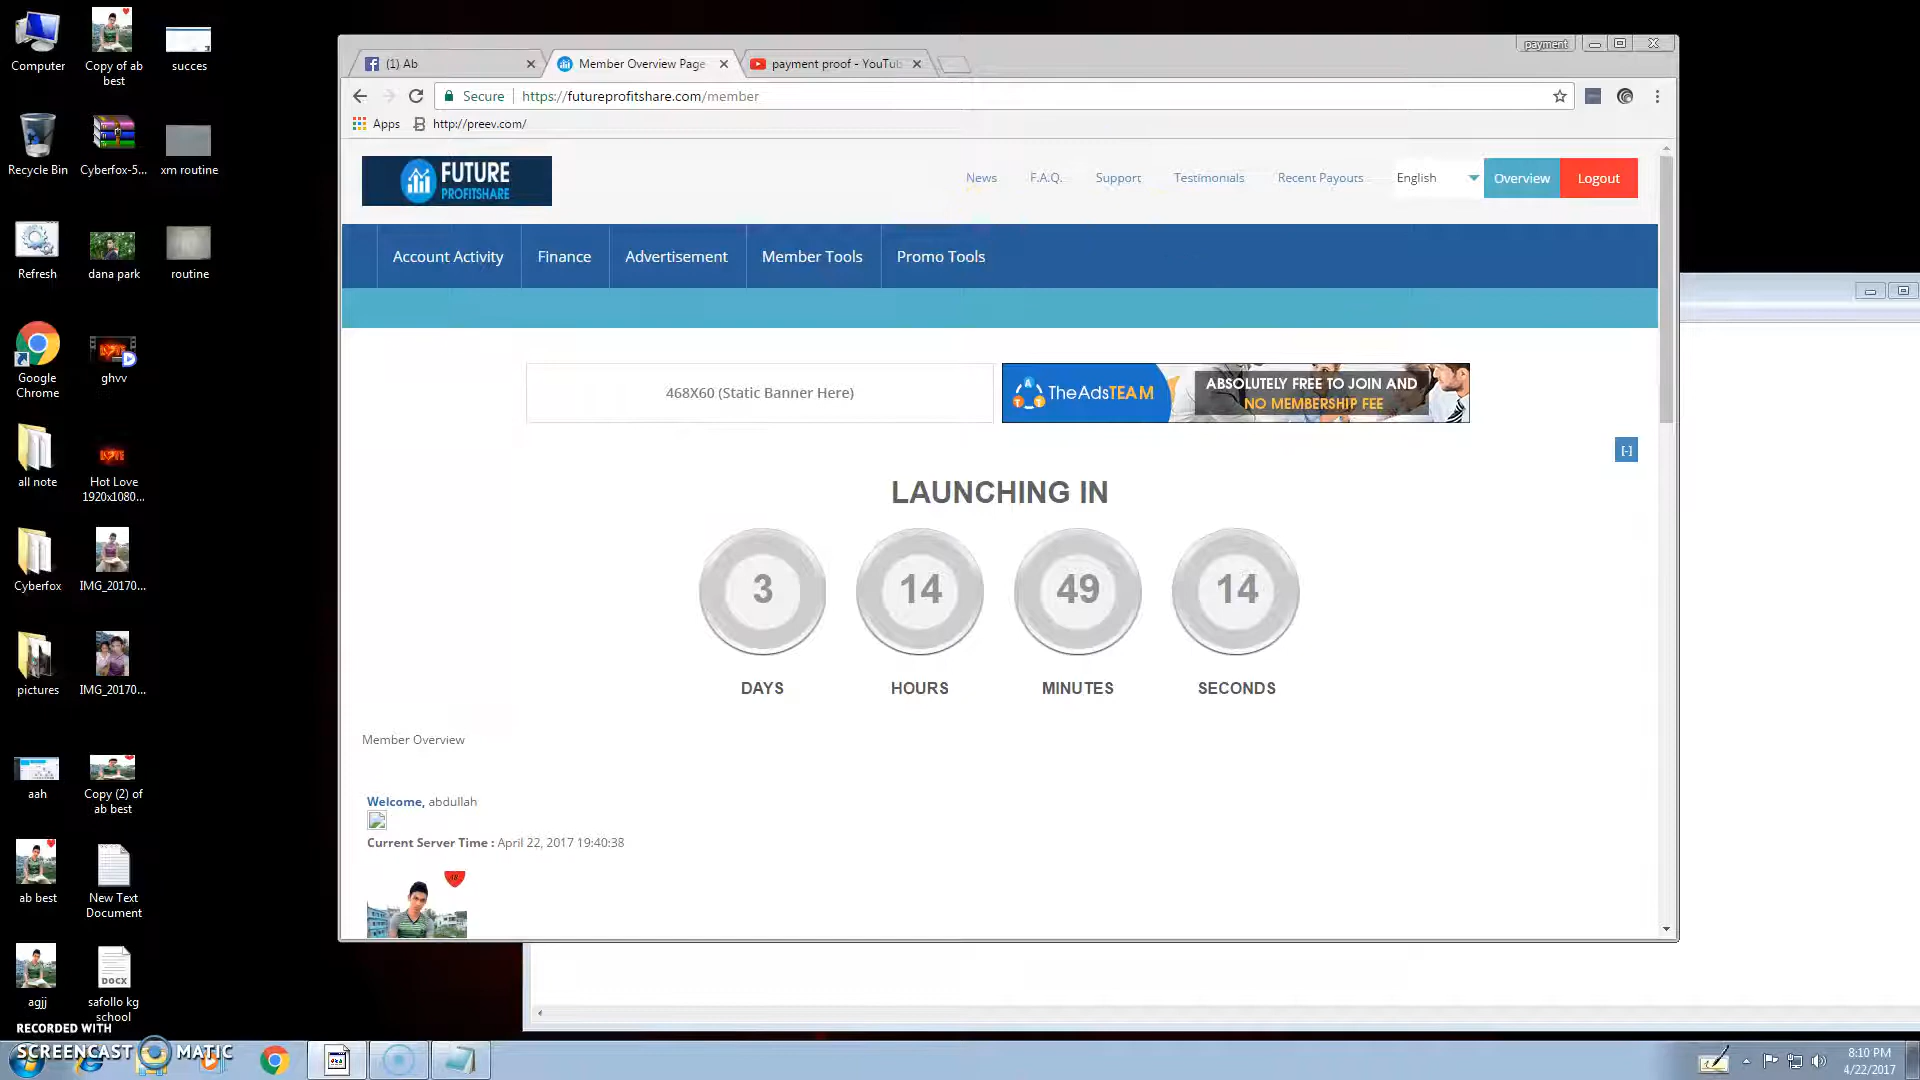 Computer
Copy of ab
best
succes
Recycle Bin
Cyberfox-5...
xm routine
Refresh
dana park
routine
Google
Chrome
ghvv
all note
Hot Love
1920x1080...
Cyberfox
IMG_20170...
pictures
IMG_20170...
aah
Copy (2) of
ab best
ab best
New Text
Document
agjj
safollo kg
school
DOCX
RECORDED WITH
SCREENCAST MATIC
payment
(1) Ab
Member Overview Page
payment proof - YouTub
Secure
https://futureprofitshare.com/member
Apps
http://preev.com/
FUTURE
PROFITSHARE
News
F.A.Q.
Support
Testimonials
Recent Payouts
English
Overview
Logout
Account Activity
Finance
Advertisement
Member Tools
Promo Tools
468X60 (Static Banner Here)
TheAdsTEAM
ABSOLUTELY FREE TO JOIN AND
NO MEMBERSHIP FEE
[-]
LAUNCHING IN
3
14
49
14
DAYS
HOURS
MINUTES
SECONDS
Member Overview
Welcome, abdullah
Current Server Time : April 22, 2017 19:40:38
8:10 PM
4/22/2017